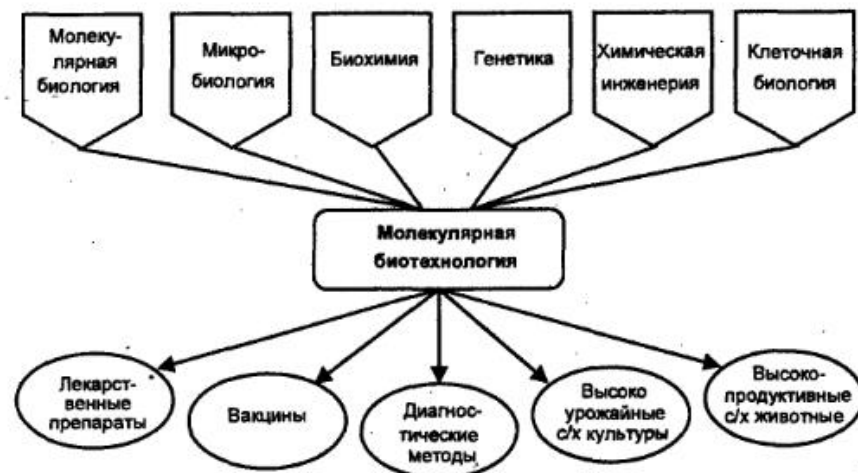 Молеку-
лярная
биология
Микро-
биология
Биохимия
Генетика
Химическая
инженерия
Клеточная
биология
Молекулярная
биотехнология
Лекарст-
венные
препараты
Вакцины
Диагнос-
тические
методы
Высоко
урожайные
с/х культуры
Высоко-
продуктивные
с/х животные